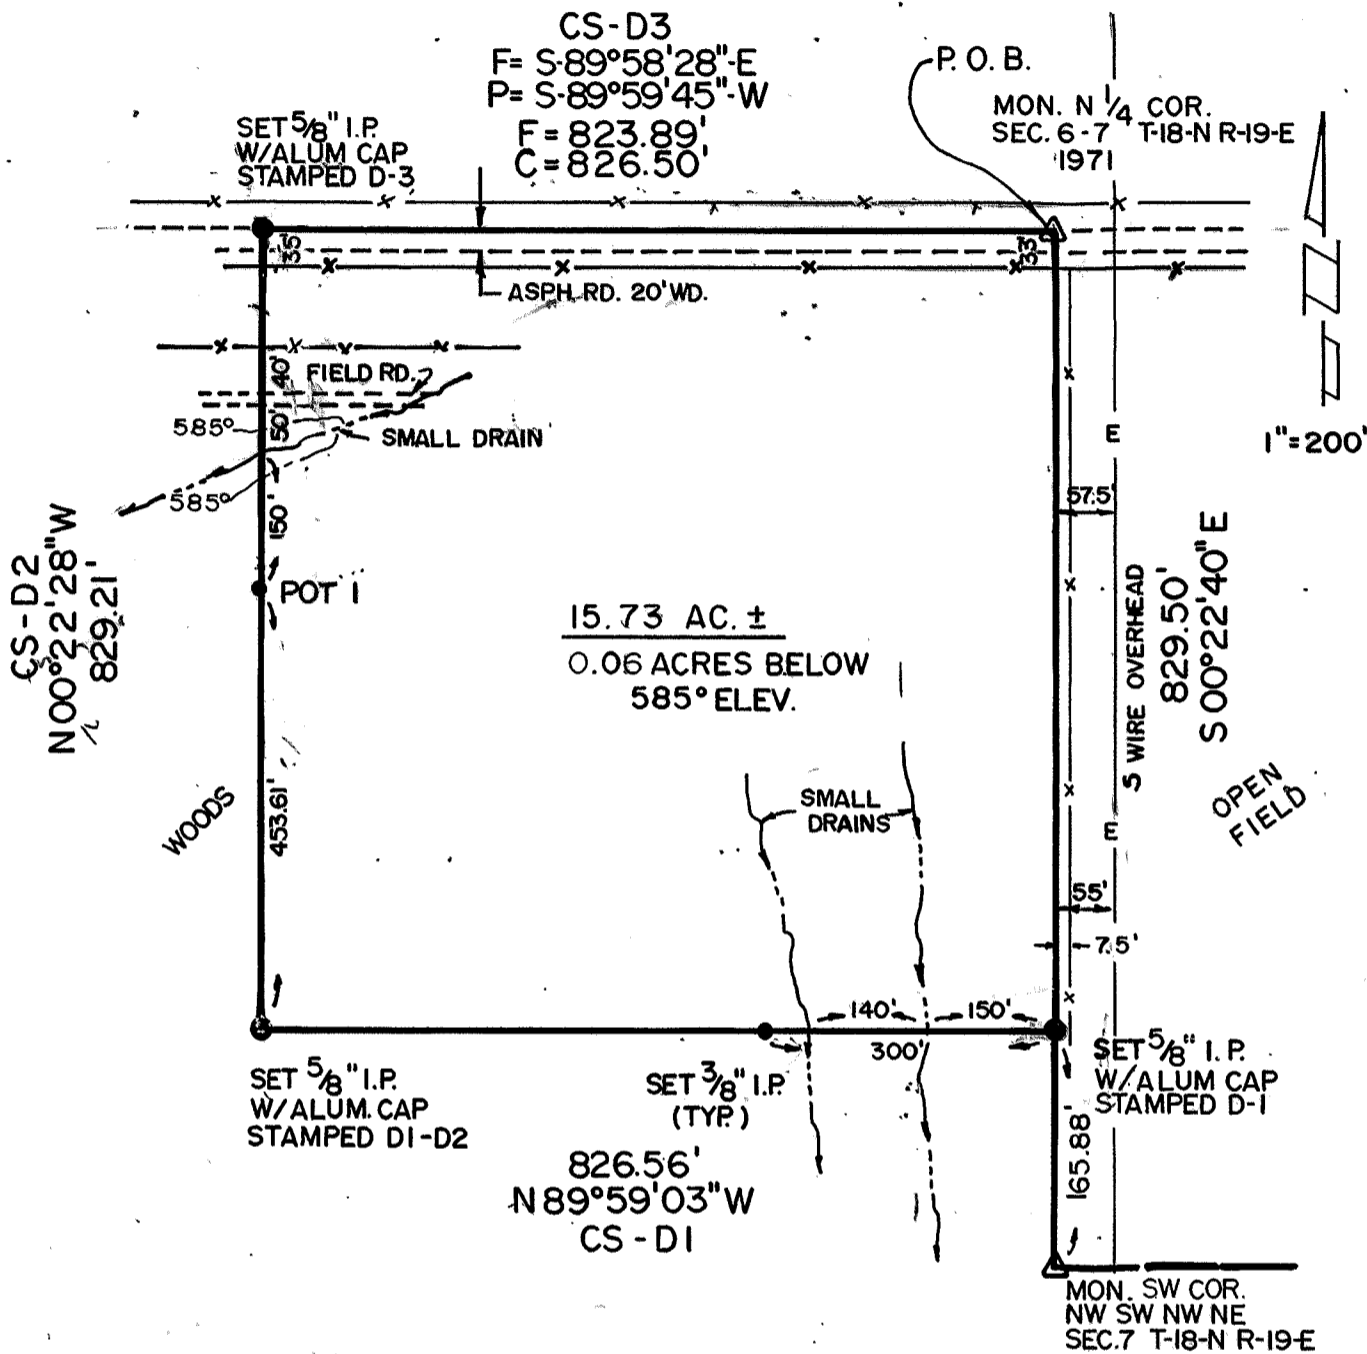 CS-D3
F= S-89°58'28"-E
P= S-89°59'45"-W
F= 823.89'
C= 826.50'
P.O.B.
MON. N 1/4 COR.
SEC. 6-7 T-18-N R-19-E
1971
SET 5/8" I.P.
W/ALUM CAP
STAMPED D-3
33'
33'
ASPH. RD. 20' WD.
40'
FIELD RD.
50'
585°
SMALL DRAIN
585°
150'
POT 1
1"=200'
E
57.5'
CS-D2
N00°22'28"W
829.21'
15.73 AC. ±
0.06 ACRES BELOW
585° ELEV.
5 WIRE OVERHEAD
829.50'
S00°22'40"E
WOODS
453.61'
SMALL
DRAINS
OPEN
FIELD
E
55'
7.5'
140'
150'
300'
SET 5/8" I.P.
W/ALUM. CAP
STAMPED D1-D2
SET 3/8" I.P.
(TYP.)
SET 5/8" I.P.
W/ALUM CAP
STAMPED D-1
165.88'
826.56'
N89°59'03"W
CS-D1
MON. SW COR.
NW SW NW NE
SEC.7 T-18-N R-19-E